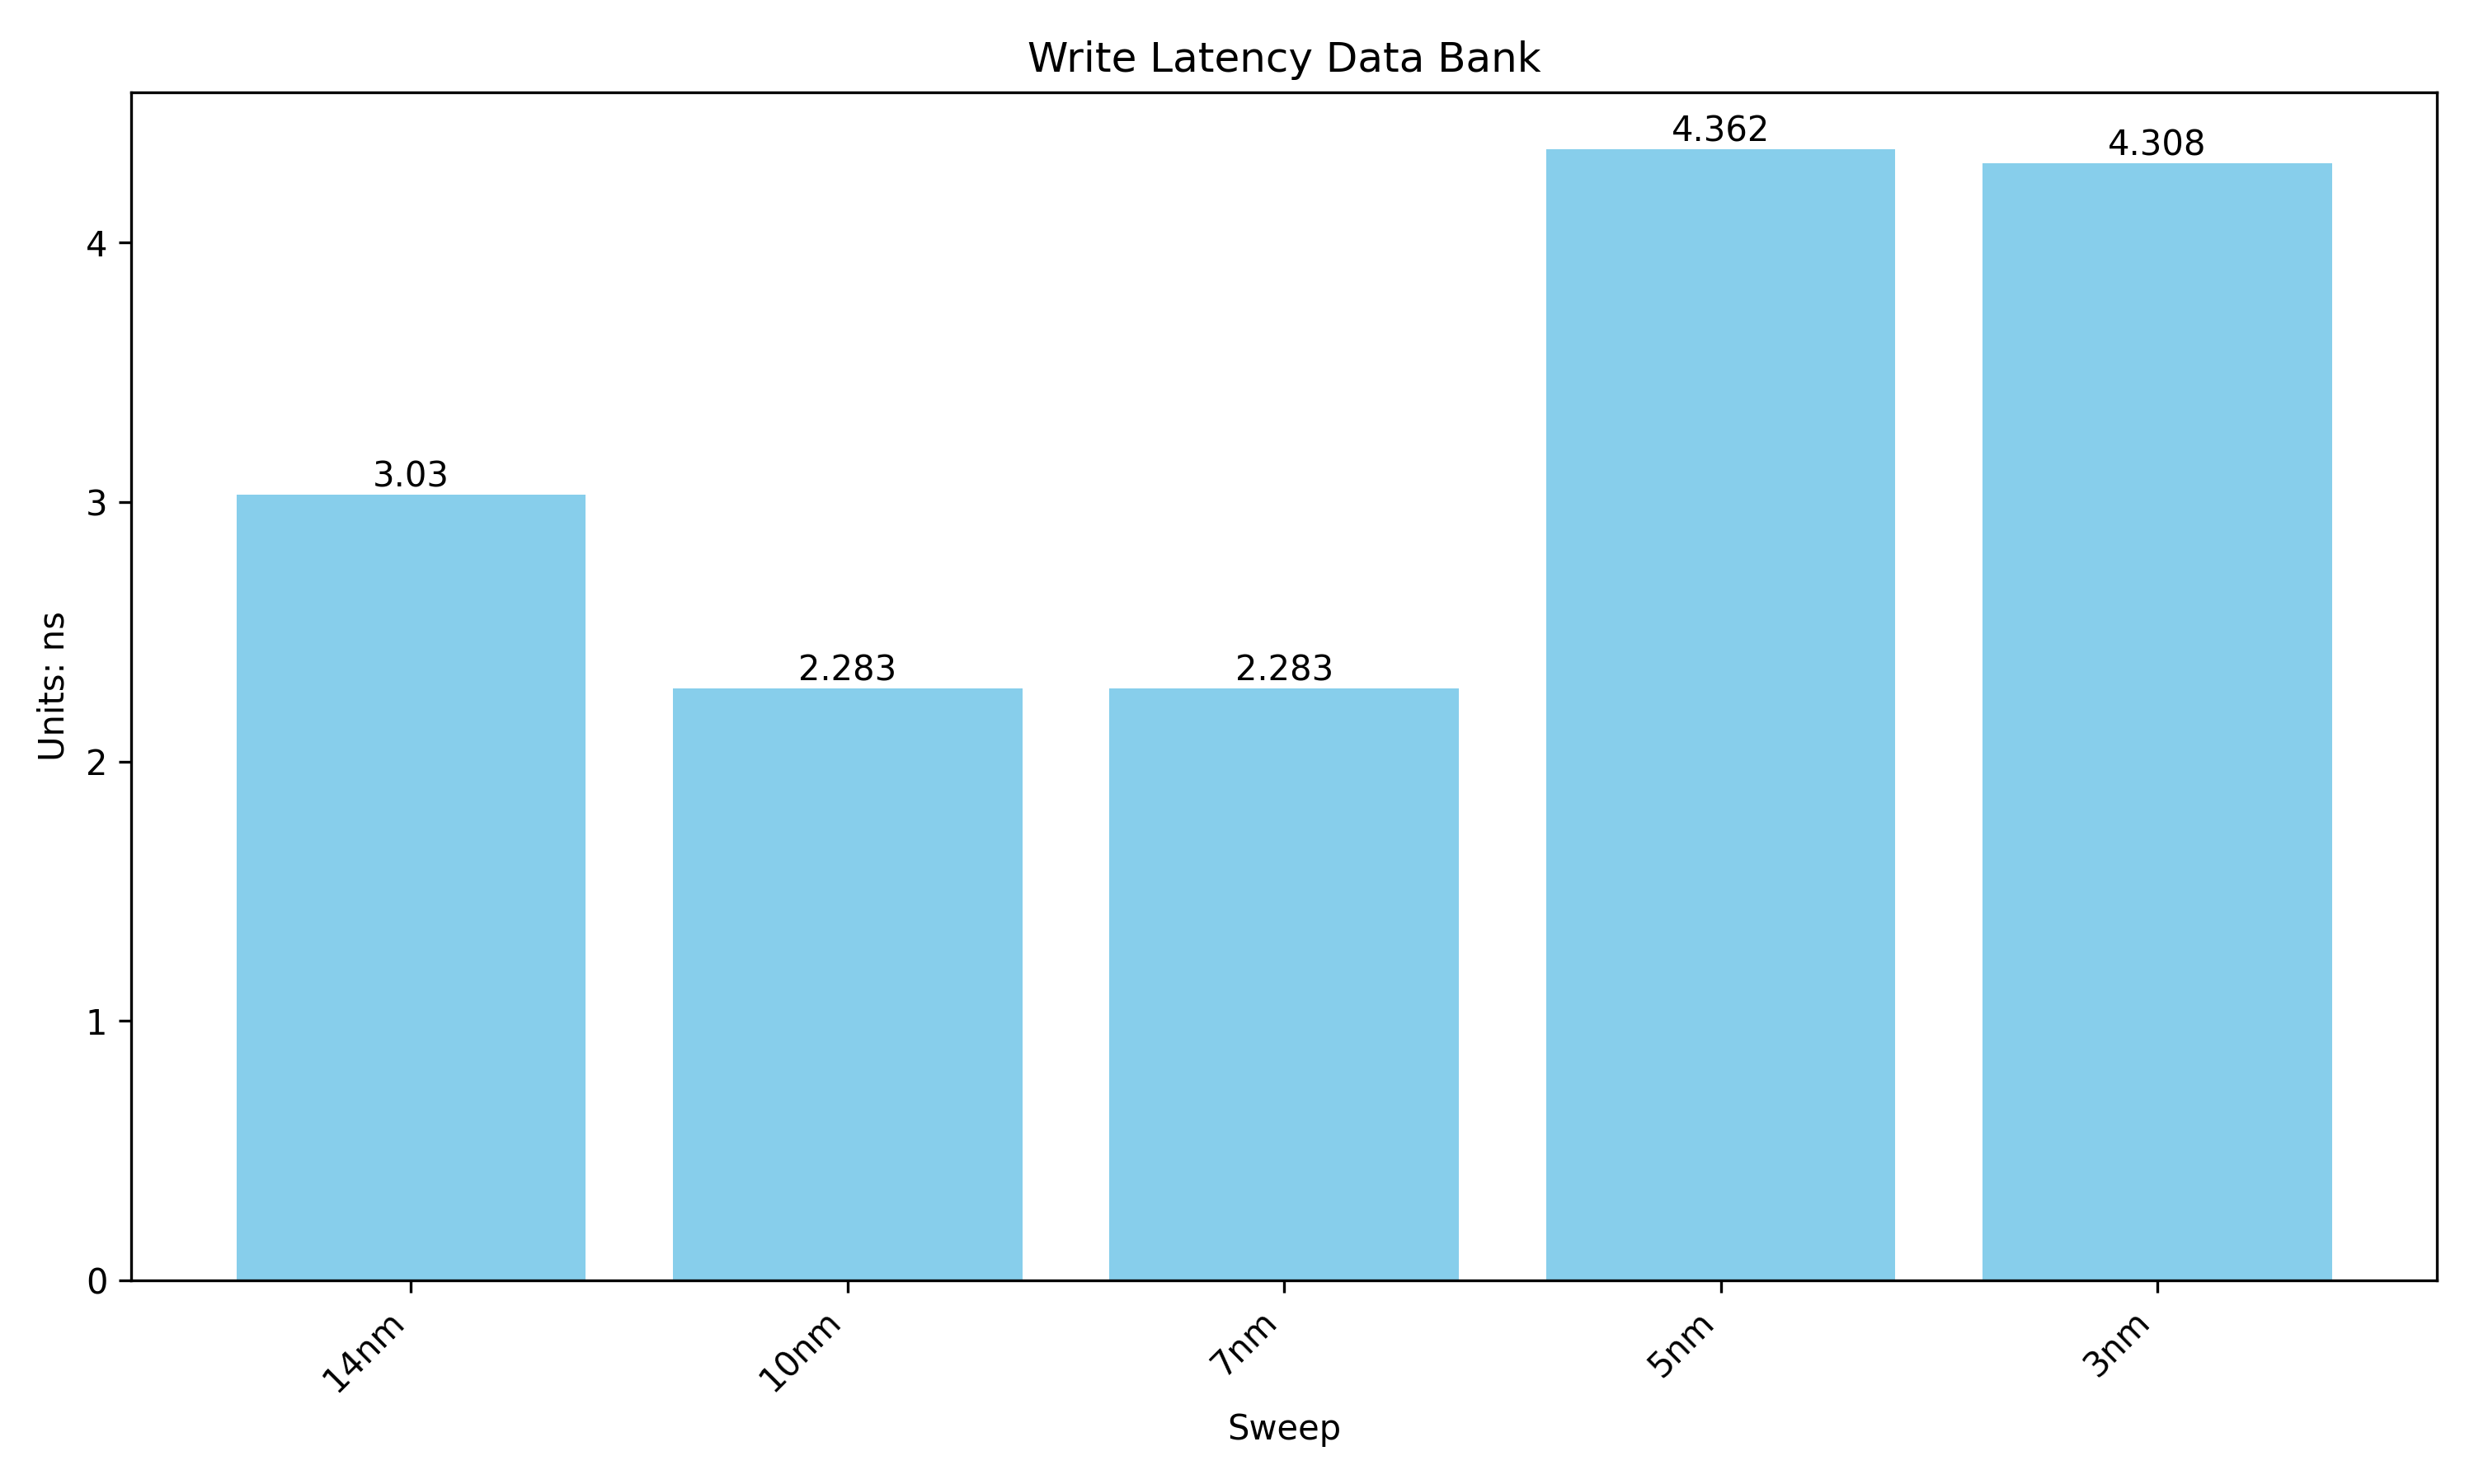 Write Latency Data Bank
4.362
4.308
4
3.03
3
2.283
2.283
Units: ns
2
1
0
14nm
10nm
7nm
5nm
3nm
Sweep